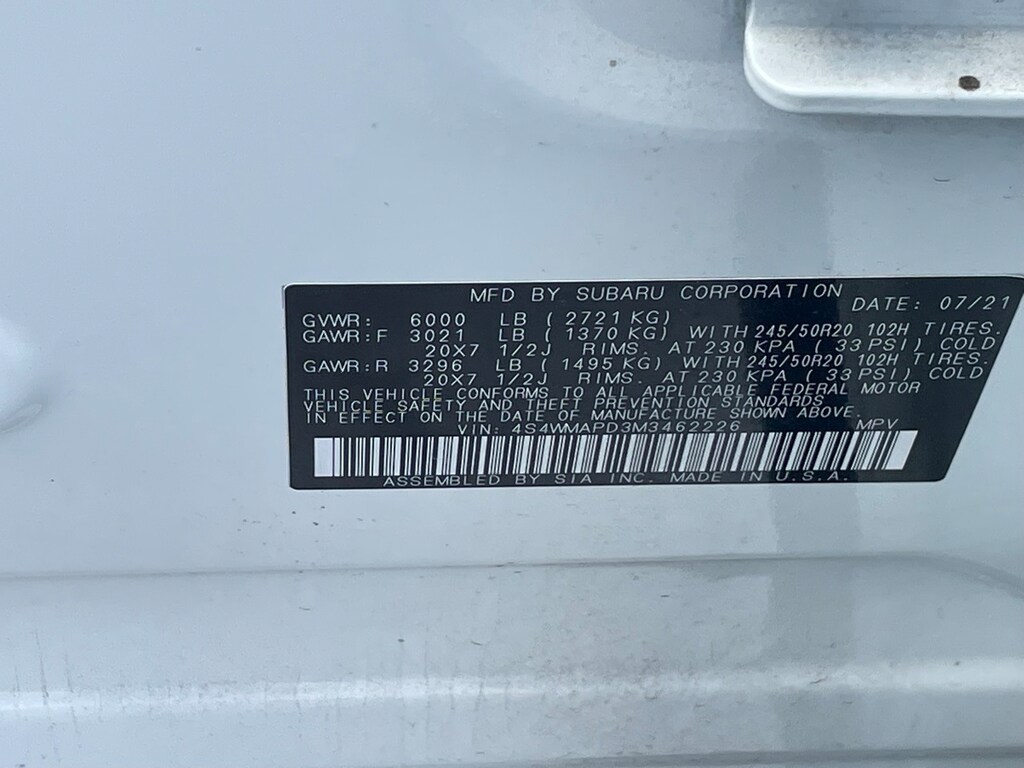 MFD BY SUBARU CORPORATION DATE: 07/21
GVWR: 6000 LB ( 2721 KG)
GAWR:F 3021 LB ( 1370 KG) WITH 245/50R20 102H TIRES.
20X7 1/2J RIMS. AT 230 KPA ( 33 PSI) COLD
GAWR:R 3296 LB ( 1495 KG) WITH 245/50R20 102H TIRES.
20X7 1/2J RIMS. AT 230 KPA ( 33 PSI) COLD
THIS VEHICLE CONFORMS TO ALL APPLICABLE FEDERAL MOTOR
VEHICLE SAFETY AND THEFT PREVENTION STANDARDS
IN EFFECT ON THE DATE OF MANUFACTURE SHOWN ABOVE.
VIN: 4S4WMAPD3M3462226 MPV
ASSEMBLED BY SIA INC. MADE IN U.S.A.